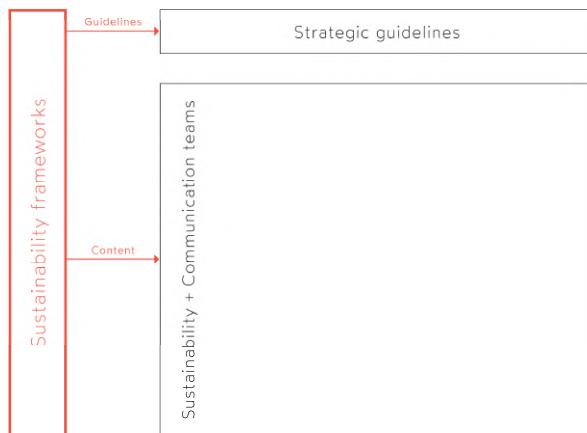 Guidelines
Strategic guidelines
Sustainability frameworks
Content
Sustainability + Communication teams